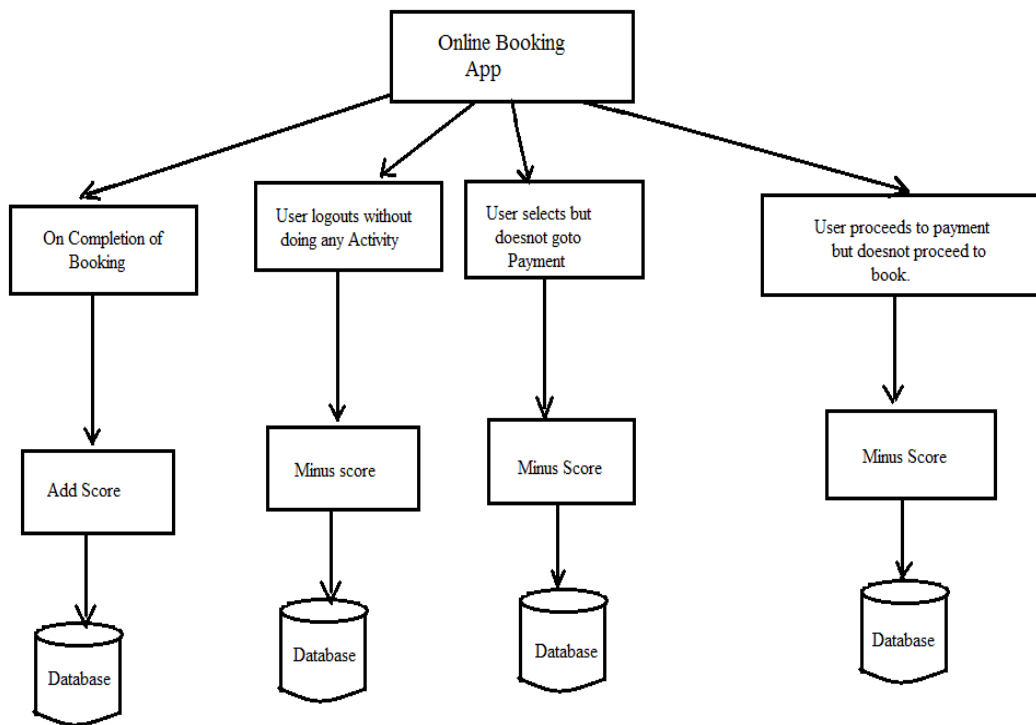 Online Booking
App
On Completion of
Booking
User logouts without
doing any Activity
User selects but
doesnot goto
Payment
User proceeds to payment
but doesnot proceed to
book.
Add Score
Minus score
Minus Score
Minus Score
Database
Database
Database
Database